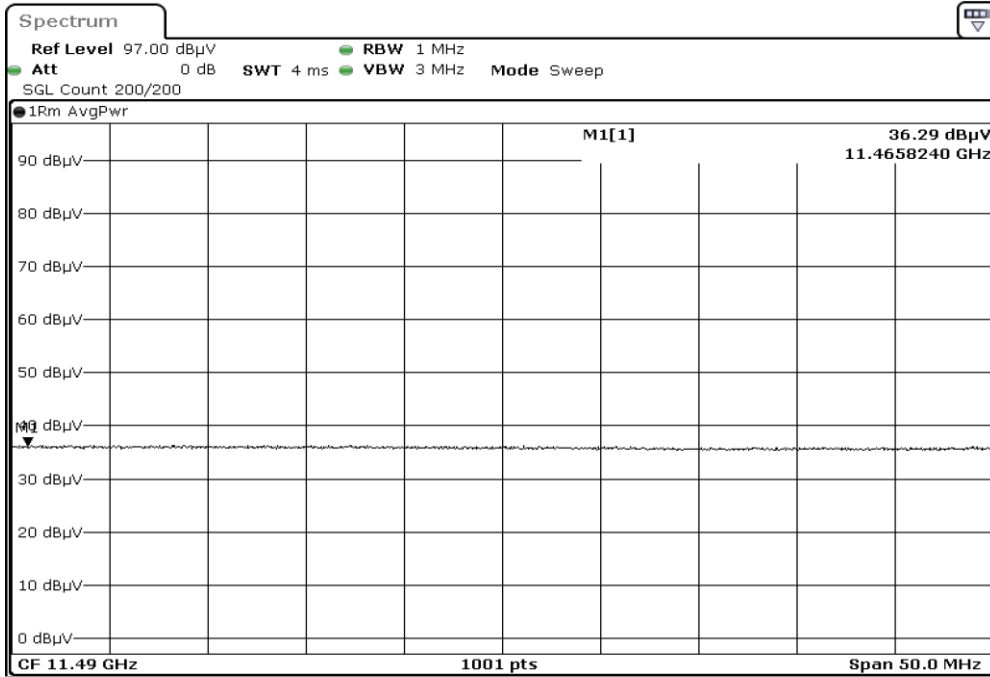 Spectrum
Ref Level 97.00 dBµV RBW 1 MHz
Att 0 dB SWT 4 ms VBW 3 MHz Mode Sweep
SGL Count 200/200
1Rm AvgPwr
M1[1] 36.29 dBµV
11.4658240 GHz
90 dBµV
80 dBµV
70 dBµV
60 dBµV
50 dBµV
40 dBµV
M1
30 dBµV
20 dBµV
10 dBµV
0 dBµV
CF 11.49 GHz 1001 pts Span 50.0 MHz